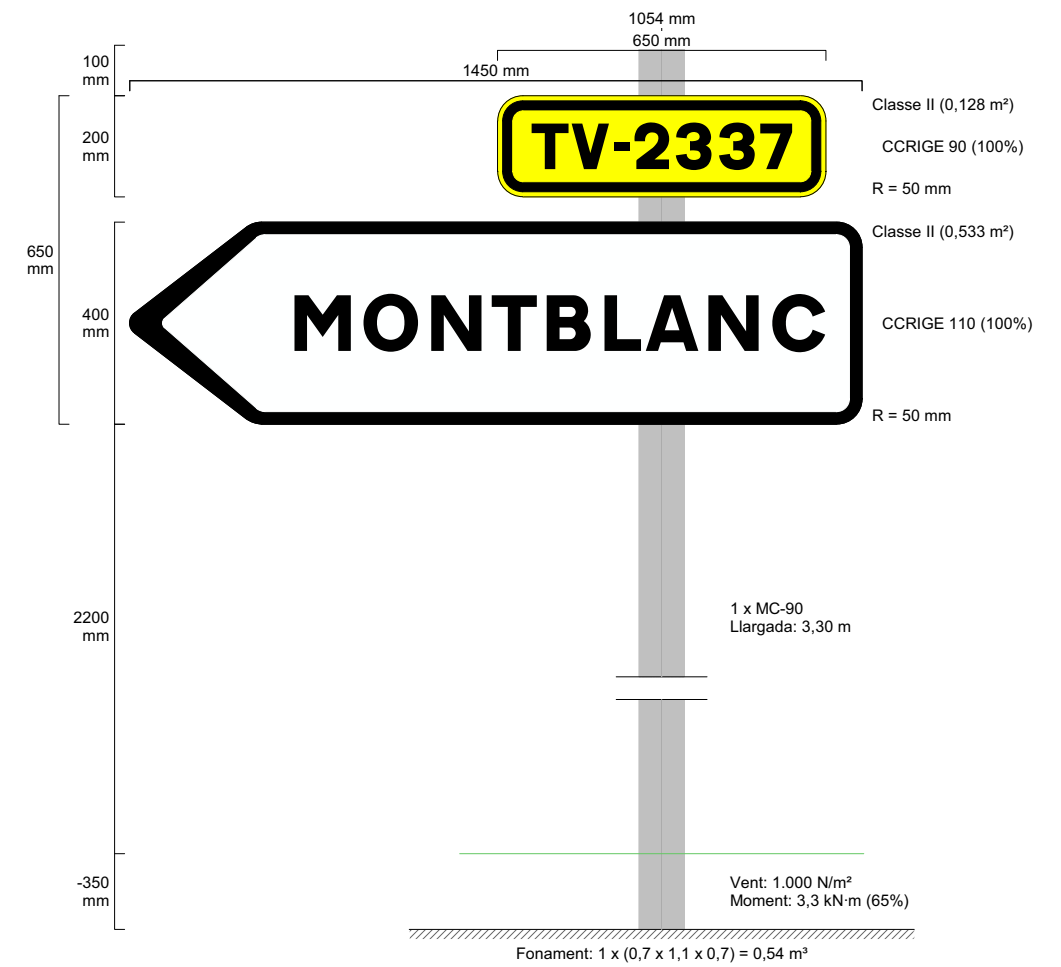 1054 mm
650 mm
100
mm
1450 mm
Classe II (0,128 m²)
200
mm
TV-2337
CCRIGE 90 (100%)
R = 50 mm
Classe II (0,533 m²)
650
mm
400
mm
MONTBLANC
CCRIGE 110 (100%)
R = 50 mm
2200
mm
1 x MC-90
Llargada: 3,30 m
-350
mm
Vent: 1.000 N/m²
Moment: 3,3 kN·m (65%)
Fonament: 1 x (0,7 x 1,1 x 0,7) = 0,54 m³